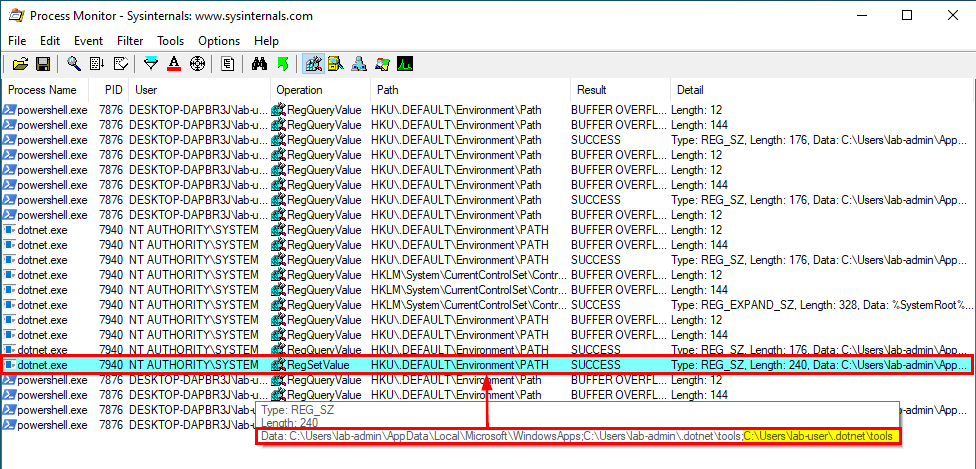 Process Monitor - Sysinternals: www.sysinternals.com
File Edit Event Filter Tools Options Help
Process Name PID User Operation Path Result Detail
powershell.exe 7876 DESKTOP-DAPBR3J\lab-u... RegQueryValue HKU\.DEFAULT\Environment\Path BUFFER OVERFL... Length: 12
powershell.exe 7876 DESKTOP-DAPBR3J\lab-u... RegQueryValue HKU\.DEFAULT\Environment\Path BUFFER OVERFL... Length: 144
powershell.exe 7876 DESKTOP-DAPBR3J\lab-u... RegQueryValue HKU\.DEFAULT\Environment\Path SUCCESS Type: REG_SZ, Length: 176, Data: C:\Users\lab-admin\App...
powershell.exe 7876 DESKTOP-DAPBR3J\lab-u... RegQueryValue HKU\.DEFAULT\Environment\Path BUFFER OVERFL... Length: 12
powershell.exe 7876 DESKTOP-DAPBR3J\lab-u... RegQueryValue HKU\.DEFAULT\Environment\Path BUFFER OVERFL... Length: 144
powershell.exe 7876 DESKTOP-DAPBR3J\lab-u... RegQueryValue HKU\.DEFAULT\Environment\Path BUFFER OVERFL... Length: 144
powershell.exe 7876 DESKTOP-DAPBR3J\lab-u... RegQueryValue HKU\.DEFAULT\Environment\Path SUCCESS Type: REG_SZ, Length: 176, Data: C:\Users\lab-admin\App...
powershell.exe 7876 DESKTOP-DAPBR3J\lab-u... RegQueryValue HKU\.DEFAULT\Environment\Path BUFFER OVERFL... Length: 12
dotnet.exe 7940 NT AUTHORITY\SYSTEM RegQueryValue HKU\.DEFAULT\Environment\PATH BUFFER OVERFL... Length: 12
dotnet.exe 7940 NT AUTHORITY\SYSTEM RegQueryValue HKU\.DEFAULT\Environment\PATH BUFFER OVERFL... Length: 144
dotnet.exe 7940 NT AUTHORITY\SYSTEM RegQueryValue HKU\.DEFAULT\Environment\PATH SUCCESS Type: REG_SZ, Length: 176, Data: C:\Users\lab-admin\App...
dotnet.exe 7940 NT AUTHORITY\SYSTEM RegQueryValue HKLM\System\CurrentControlSet\Contr... BUFFER OVERFL... Length: 12
dotnet.exe 7940 NT AUTHORITY\SYSTEM RegQueryValue HKLM\System\CurrentControlSet\Contr... BUFFER OVERFL... Length: 144
dotnet.exe 7940 NT AUTHORITY\SYSTEM RegQueryValue HKLM\System\CurrentControlSet\Contr... SUCCESS Type: REG_EXPAND_SZ, Length: 328, Data: %SystemRoot%...
dotnet.exe 7940 NT AUTHORITY\SYSTEM RegQueryValue HKU\.DEFAULT\Environment\PATH BUFFER OVERFL... Length: 12
dotnet.exe 7940 NT AUTHORITY\SYSTEM RegQueryValue HKU\.DEFAULT\Environment\PATH BUFFER OVERFL... Length: 144
dotnet.exe 7940 NT AUTHORITY\SYSTEM RegQueryValue HKU\.DEFAULT\Environment\PATH SUCCESS Type: REG_SZ, Length: 176, Data: C:\Users\lab-admin\App...
dotnet.exe 7940 NT AUTHORITY\SYSTEM RegSetValue HKU\.DEFAULT\Environment\PATH SUCCESS Type: REG_SZ, Length: 240, Data: C:\Users\lab-admin\App...
powershell.exe 7876 DESKTOP-DAPBR3J\lab-u... RegQueryValue HKU\.DEFAULT\Environment\Path BUFFER OVERFL... Length: 12
powershell.exe 7876 DESKTOP-DAPBR3J\lab-u...
powershell.exe 7876 DESKTOP-DAPBR3J\lab-u... \lab-admin\App...
powershell.exe 7876 DESKTOP-DAPBR3J\lab-u...
Type: REG_SZ
Length: 240
Data: C:\Users\lab-admin\AppData\Local\Microsoft\WindowsApps;C:\Users\lab-admin\.dotnet\tools;C:\Users\lab-user\.dotnet\tools